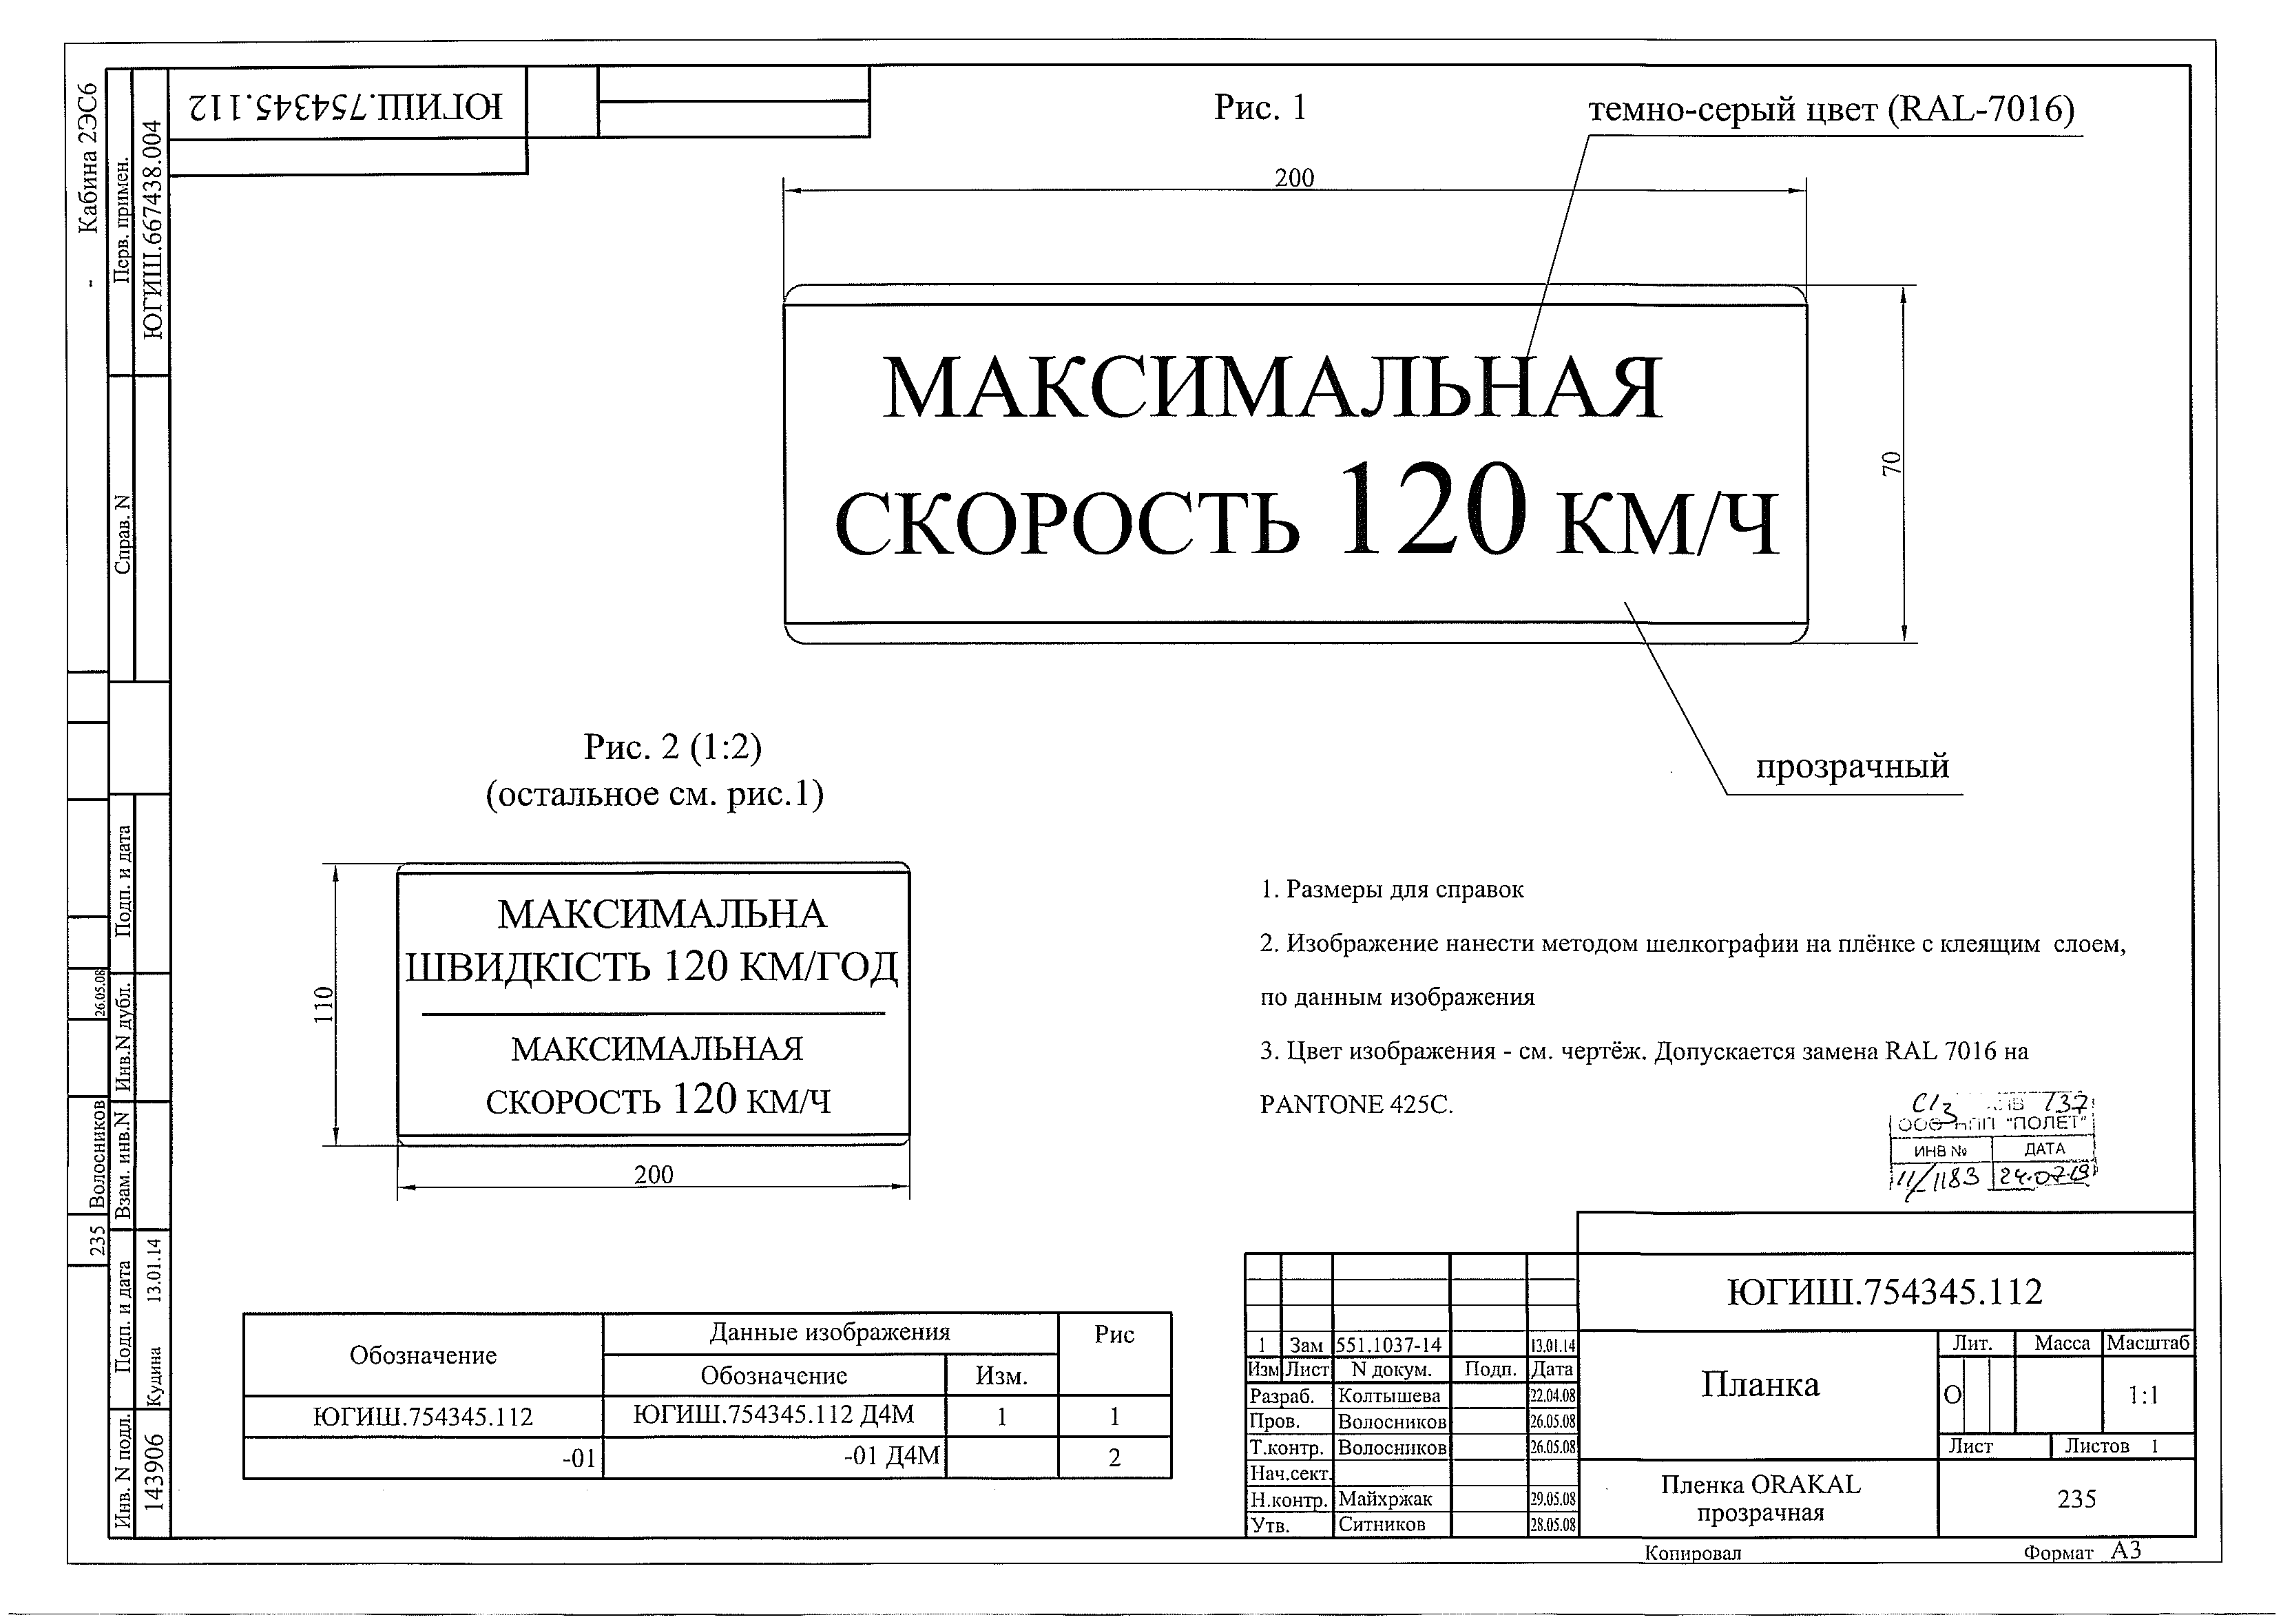 ЮГИШ.754345.112
Рис. 1
темно-серый цвет (RAL-7016)
200
МАКСИМАЛЬНАЯ
СКОРОСТЬ 120 КМ/Ч
70
прозрачный
Рис. 2 (1:2)
(остальное см. рис.1)
МАКСИМАЛЬНА
ШВИДКІСТЬ 120 КМ/ГОД
МАКСИМАЛЬНАЯ
СКОРОСТЬ 120 КМ/Ч
110
200
1. Размеры для справок
2. Изображение нанести методом шелкографии на плёнке с клеящим слоем,
по данным изображения
3. Цвет изображения - см. чертёж. Допускается замена RAL 7016 на
PANTONE 425C.
ООО НПП "ПОЛЕТ"
ИНВ № ДАТА
11/1183 24.07.19
Обозначение Данные изображения Рис
Обозначение Изм.
ЮГИШ.754345.112 ЮГИШ.754345.112 Д4М 1 1
-01 -01 Д4М 2
ЮГИШ.754345.112
1 Зам 551.1037-14 13.01.14
Изм Лист N докум. Подп. Дата
Разраб. Колтышева 22.04.08
Пров. Волосников 26.05.08
Т.контр. Волосников 26.05.08
Нач.сект.
Н.контр. Майхржак 29.05.08
Утв. Ситников 28.05.08
Планка
Лит. Масса Масштаб
О 1:1
Лист Листов 1
Пленка ORAKAL
прозрачная
235
Копировал Формат А3
Кабина 2ЭС6
-
Перв. примен.
ЮГИШ.667438.004
Справ. N
Подп. и дата
Инв.N дубл.
26.05.08
Взам. инв.N
Волосников
235
Подп. и дата
Кудина 13.01.14
Инв. N подл.
143906